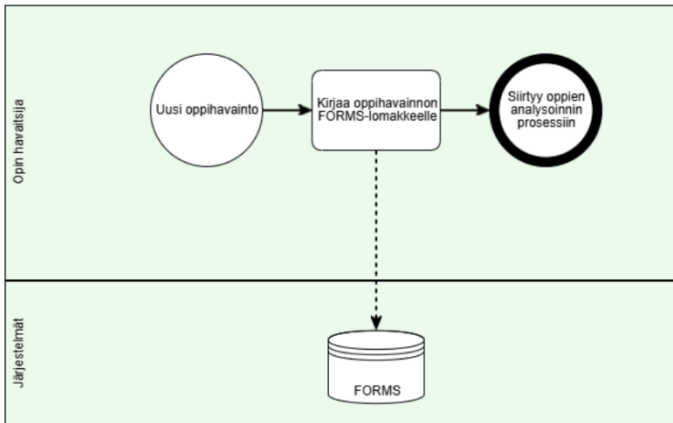 Opin havaitsija
Uusi oppihavainto
Kirjaa oppihavainnon
FORMS-lomakkeelle
Siirtyy oppien
analysoinnin
prosessiin
Järjestelmät
FORMS